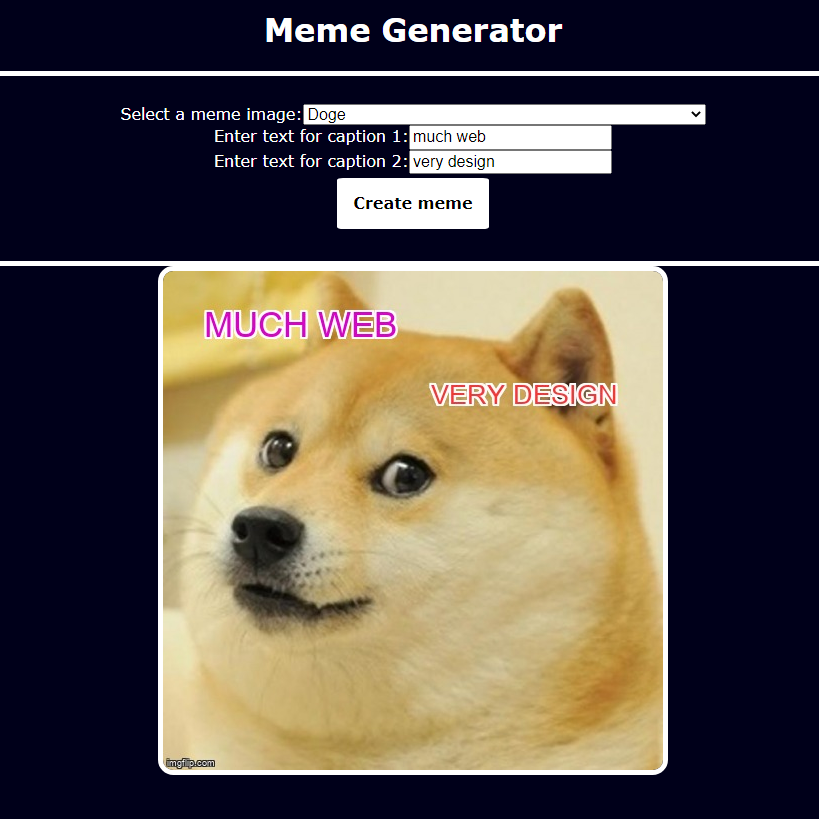 Meme Generator
Select a meme image: Doge
Enter text for caption 1: much web
Enter text for caption 2: very design
Create meme
MUCH WEB
VERY DESIGN
imgflip.com